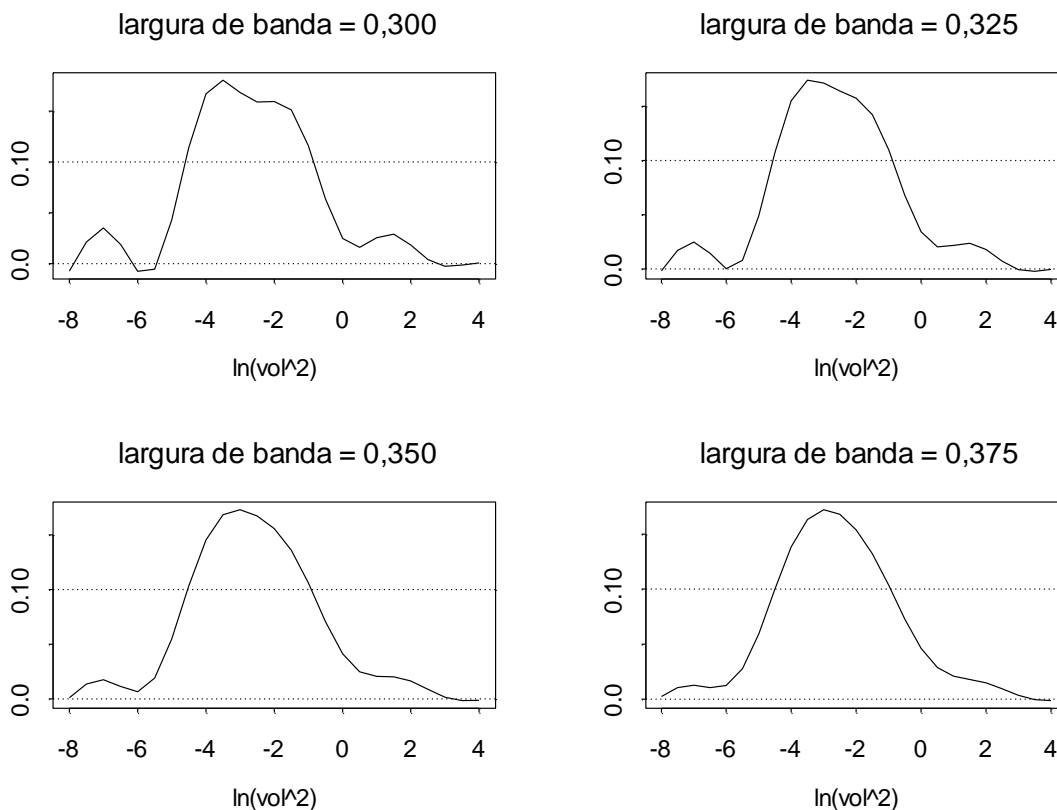 largura de banda = 0,300
0.10
0.0
-8 -6 -4 -2 0 2 4
ln(vol^2)
largura de banda = 0,325
0.10
0.0
-8 -6 -4 -2 0 2 4
ln(vol^2)
largura de banda = 0,350
0.10
0.0
-8 -6 -4 -2 0 2 4
ln(vol^2)
largura de banda = 0,375
0.10
0.0
-8 -6 -4 -2 0 2 4
ln(vol^2)